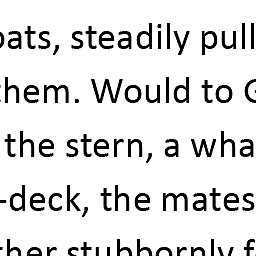 oats, steadily pull
them. Would to G
the stern, a wha
-deck, the mates
ther stubbornly f